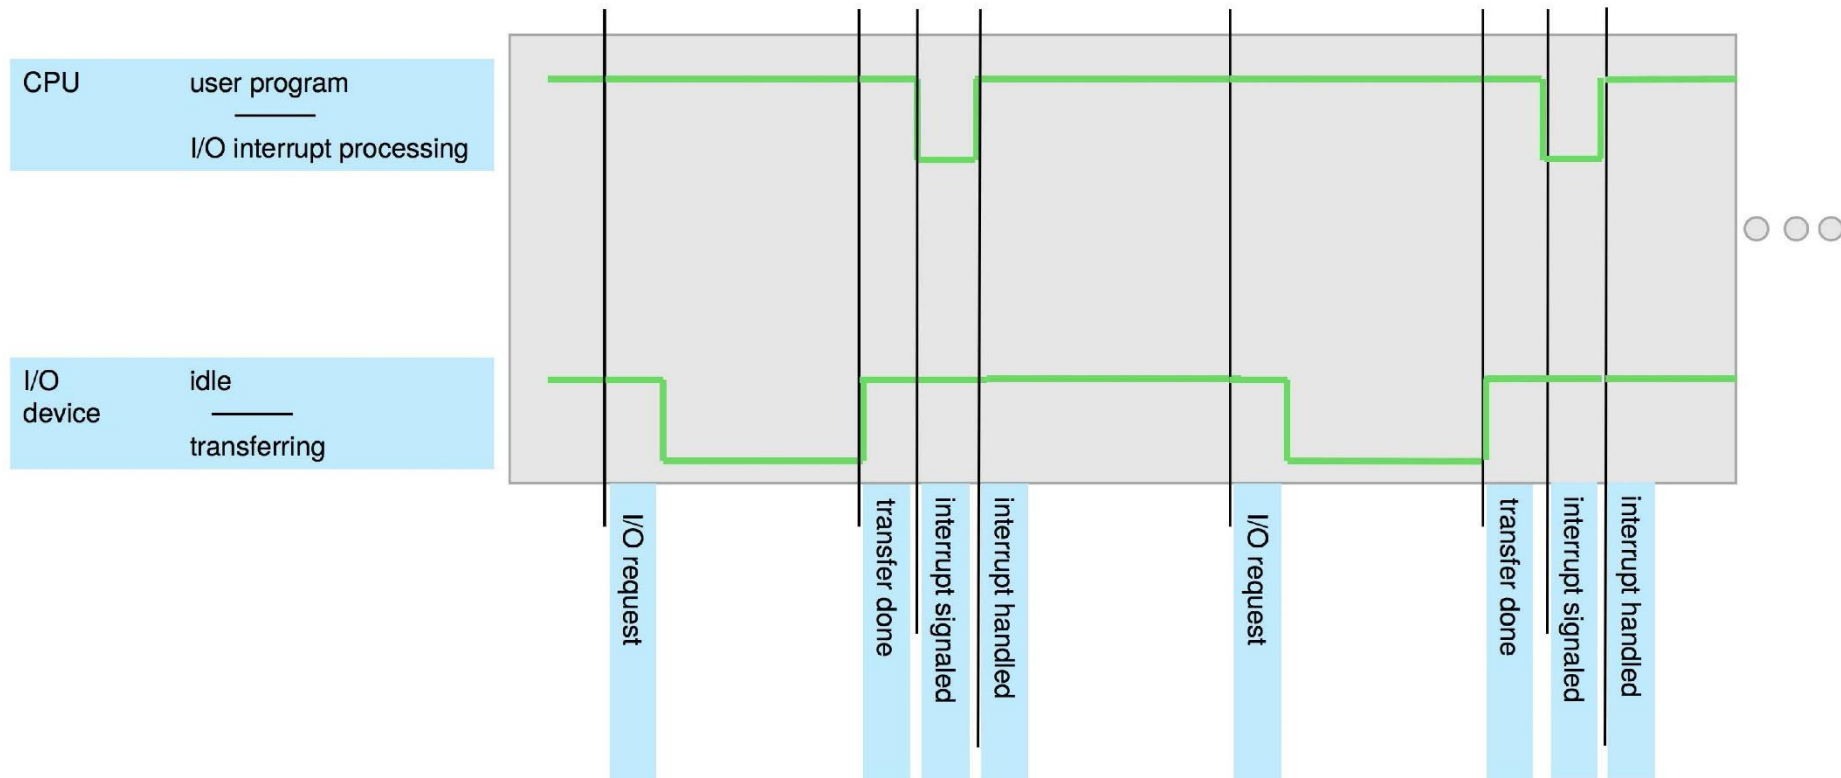 CPU
user program
I/O interrupt processing
I/O
device
idle
transferring
I/O request
transfer done
interrupt signaled
interrupt handled
I/O request
transfer done
interrupt signaled
interrupt handled